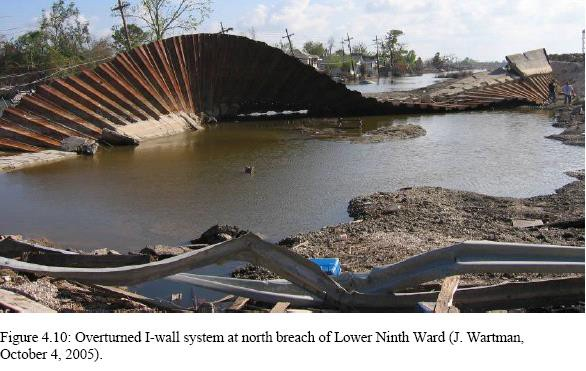 Figure 4.10: Overturned I-wall system at north breach of Lower Ninth Ward (J. Wartman,
October 4, 2005).